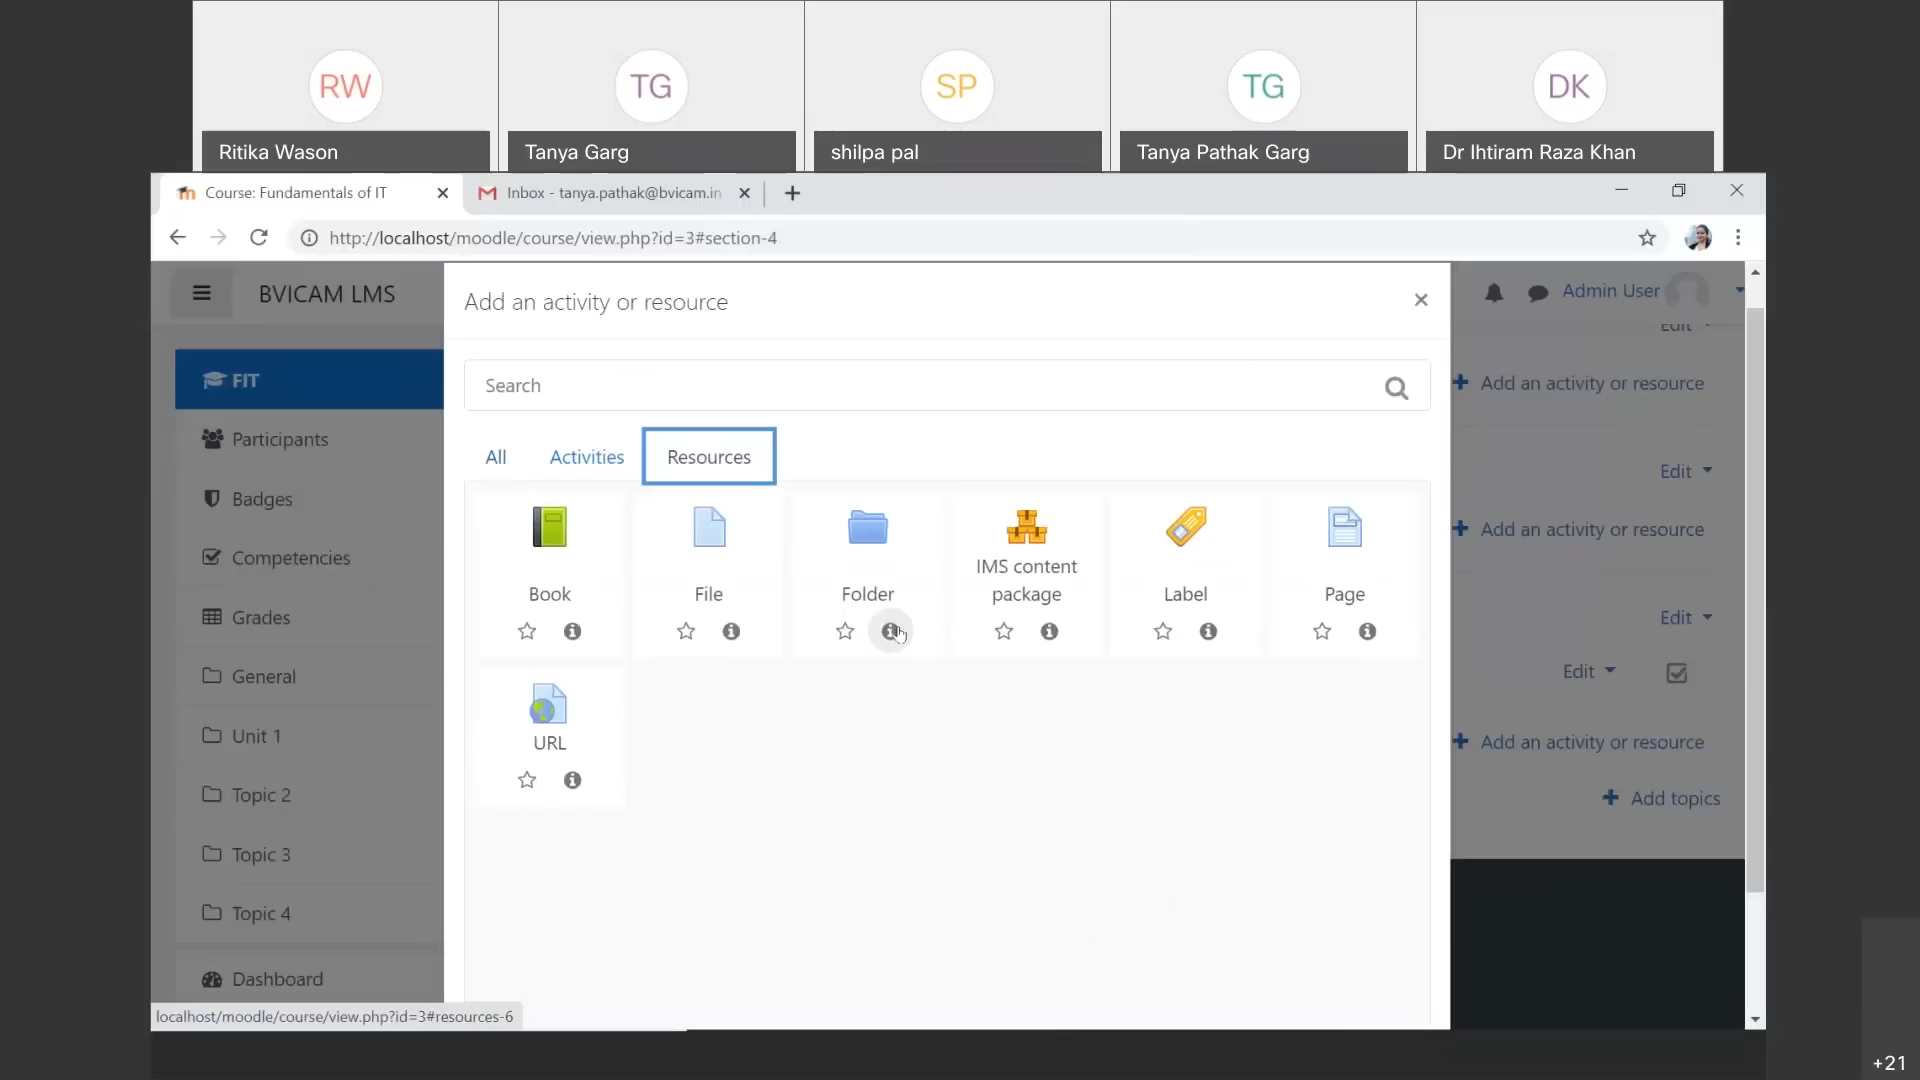 RW
TG
SP
TG
DK
Ritika Wason
Tanya Garg
shilpa pal
Tanya Pathak Garg
Dr Ihtiram Raza Khan
Course: Fundamentals of IT
Inbox - tanya.pathak@bvicam.in
http://localhost/moodle/course/view.php?id=3#section-4
BVICAM LMS
Add an activity or resource
Admin User
Edit
FIT
Search
Add an activity or resource
Participants
All
Activities
Resources
Edit
Badges
Add an activity or resource
Competencies
Book
File
Folder
IMS content
package
Label
Page
Grades
Edit
General
Edit
Unit 1
URL
Add an activity or resource
Topic 2
Add topics
Topic 3
Topic 4
Dashboard
localhost/moodle/course/view.php?id=3#resources-6
+21